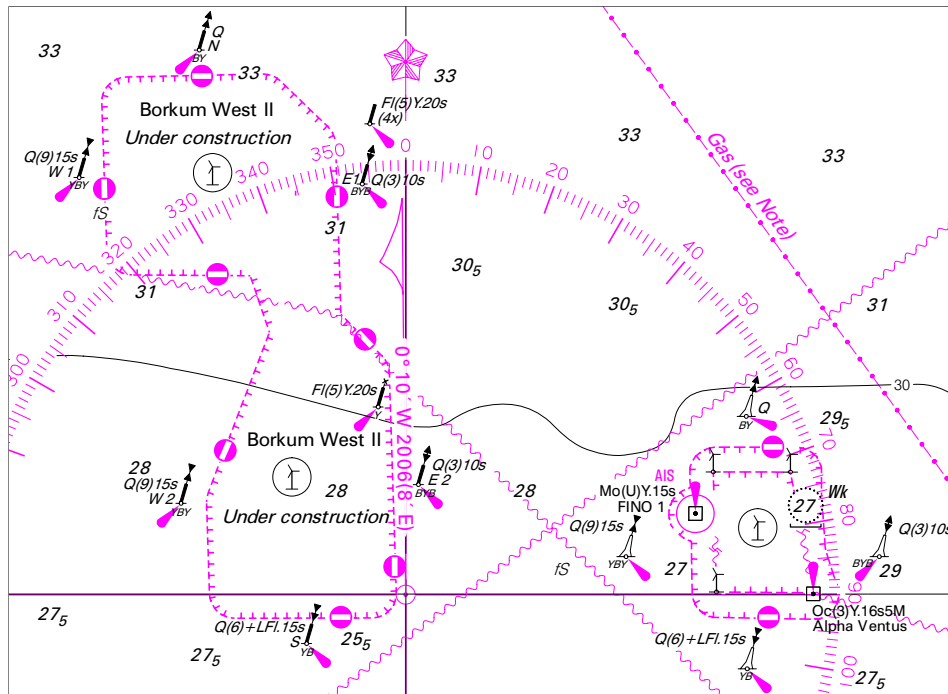 33
Q
N
BY
33
33
Borkum West II
Under construction
Fl(5)Y.20s
(4x)
33
33
Gas (see Note)
Q(9)15s
W 1
YBY
fS
E1
Q(3)10s
BYB
300
310
320
330
340
350
0
10
20
30
40
50
60
70
80
90
100
31
30₅
30₅
31
31
0°10´W 2006(8´E)
30
Fl(5)Y.20s
Y
Q
BY
29₅
Borkum West II
28
Under construction
28
Q(9)15s
W 2
YBY
Q(3)10s
E 2
BYB
28
AIS
Mo(U)Y.15s
FINO 1
Wk
27
Q(9)15s
YBY
Q(3)10s
BYB
29
fS
27
27₅
Oc(3)Y.16s5M
Alpha Ventus
Q(6)+LFl.15s
S
YB
25₅
27₅
Q(6)+LFl.15s
YB
27₅